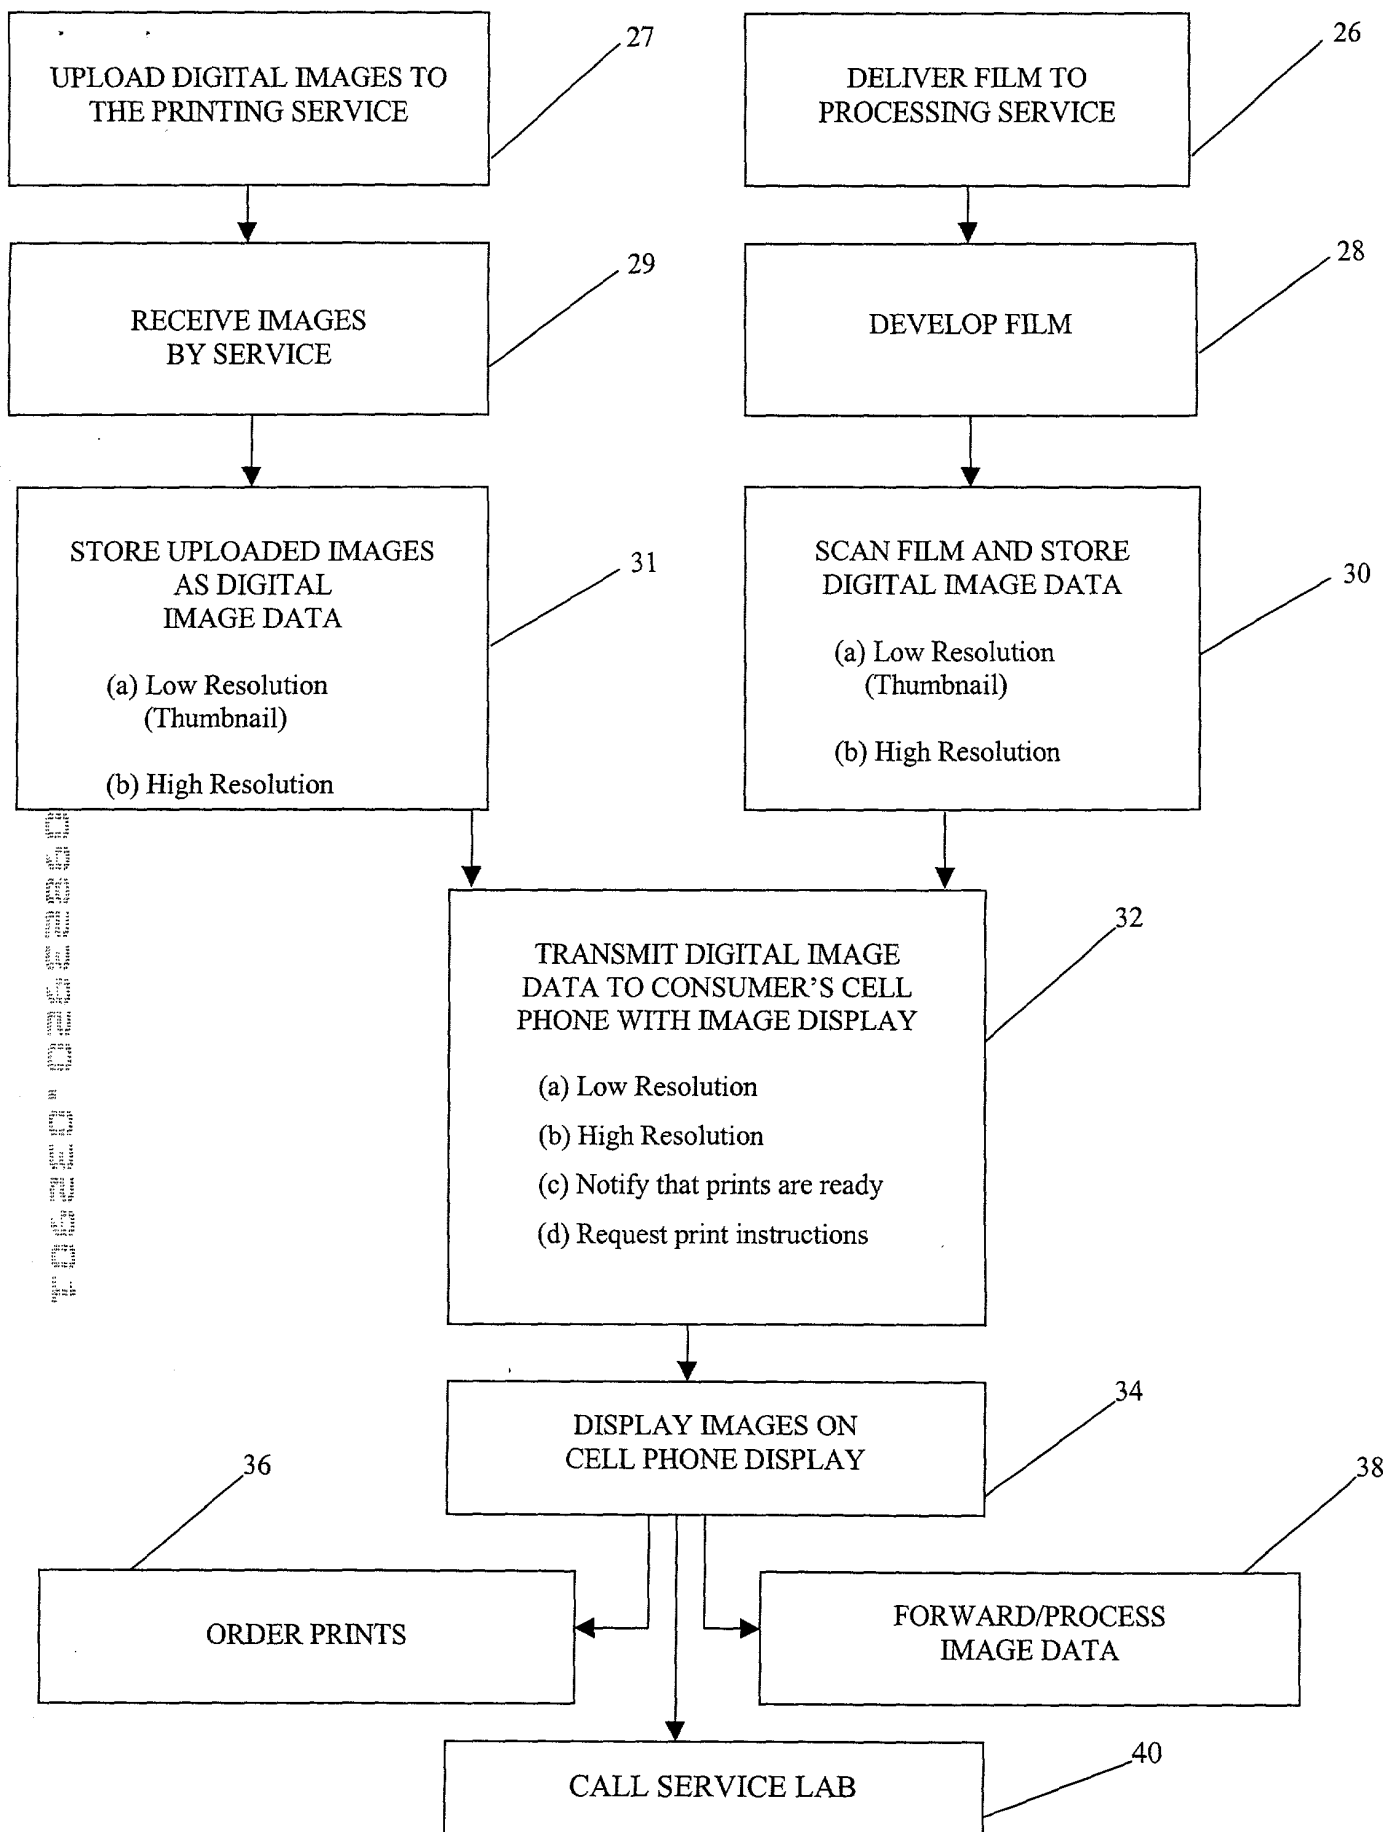 UPLOAD DIGITAL IMAGES TO
THE PRINTING SERVICE
27
DELIVER FILM TO
PROCESSING SERVICE
26
RECEIVE IMAGES
BY SERVICE
29
DEVELOP FILM
28
STORE UPLOADED IMAGES
AS DIGITAL
IMAGE DATA
(a) Low Resolution
(Thumbnail)
(b) High Resolution
31
SCAN FILM AND STORE
DIGITAL IMAGE DATA
(a) Low Resolution
(Thumbnail)
(b) High Resolution
30
TRANSMIT DIGITAL IMAGE
DATA TO CONSUMER'S CELL
PHONE WITH IMAGE DISPLAY
(a) Low Resolution
(b) High Resolution
(c) Notify that prints are ready
(d) Request print instructions
32
DISPLAY IMAGES ON
CELL PHONE DISPLAY
34
36
ORDER PRINTS
38
FORWARD/PROCESS
IMAGE DATA
CALL SERVICE LAB
40